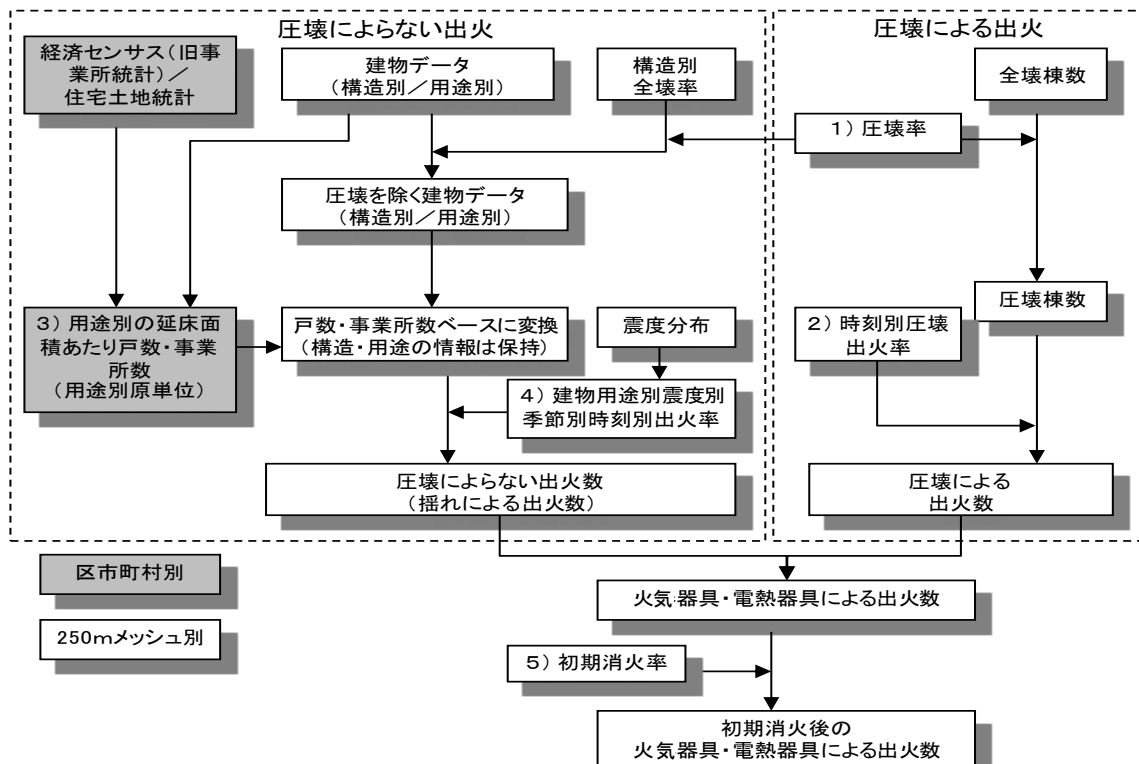 圧壊によらない出火
圧壊による出火
経済センサス(旧事
業所統計)/
住宅土地統計
建物データ
(構造別/用途別)
構造別
全壊率
全壊棟数
1) 圧壊率
圧壊を除く建物データ
(構造別/用途別)
3) 用途別の延床面
積あたり戸数・事業
所数
(用途別原単位)
戸数・事業所数ベースに変換
(構造・用途の情報は保持)
震度分布
2) 時刻別圧壊
出火率
圧壊棟数
4) 建物用途別震度別
季節別時刻別出火率
圧壊によらない出火数
(揺れによる出火数)
圧壊による
出火数
区市町村別
火気器具・電熱器具による出火数
250mメッシュ別
5) 初期消火率
初期消火後の
火気器具・電熱器具による出火数